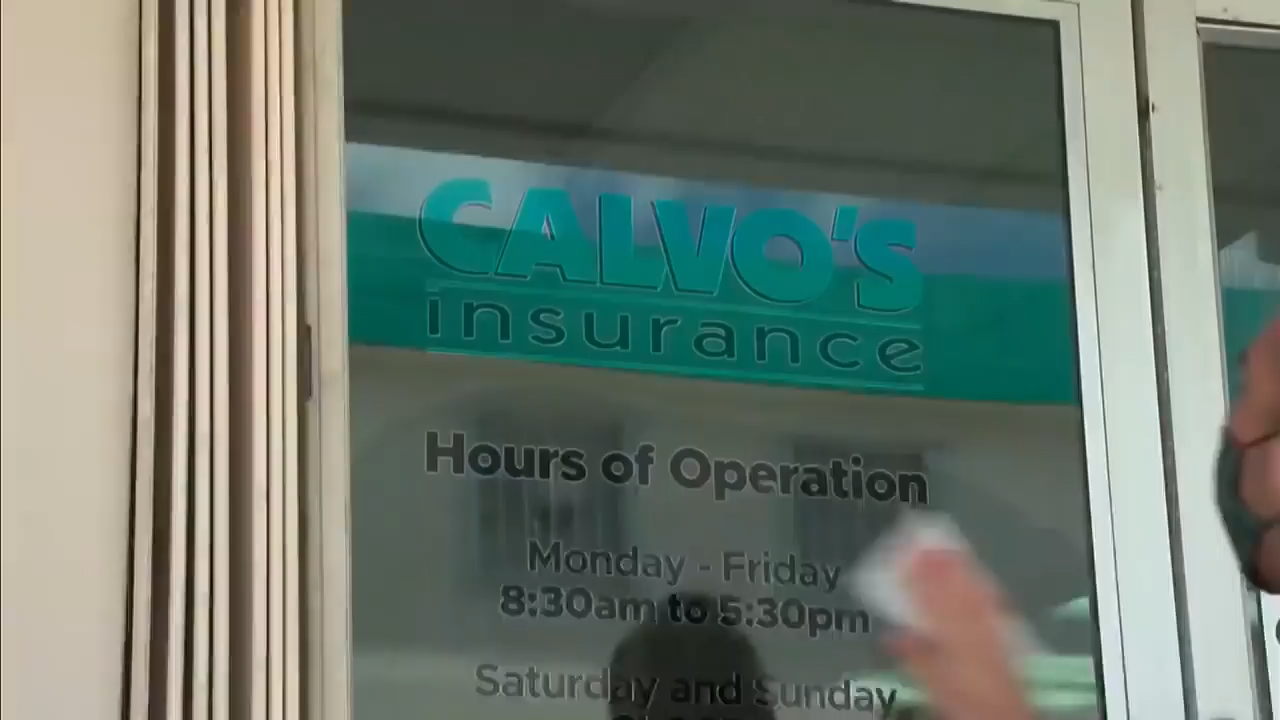 CALVO'S
insurance
Hours of Operation
Monday - Friday
8:30am to 5:30pm
Saturday and Sunday